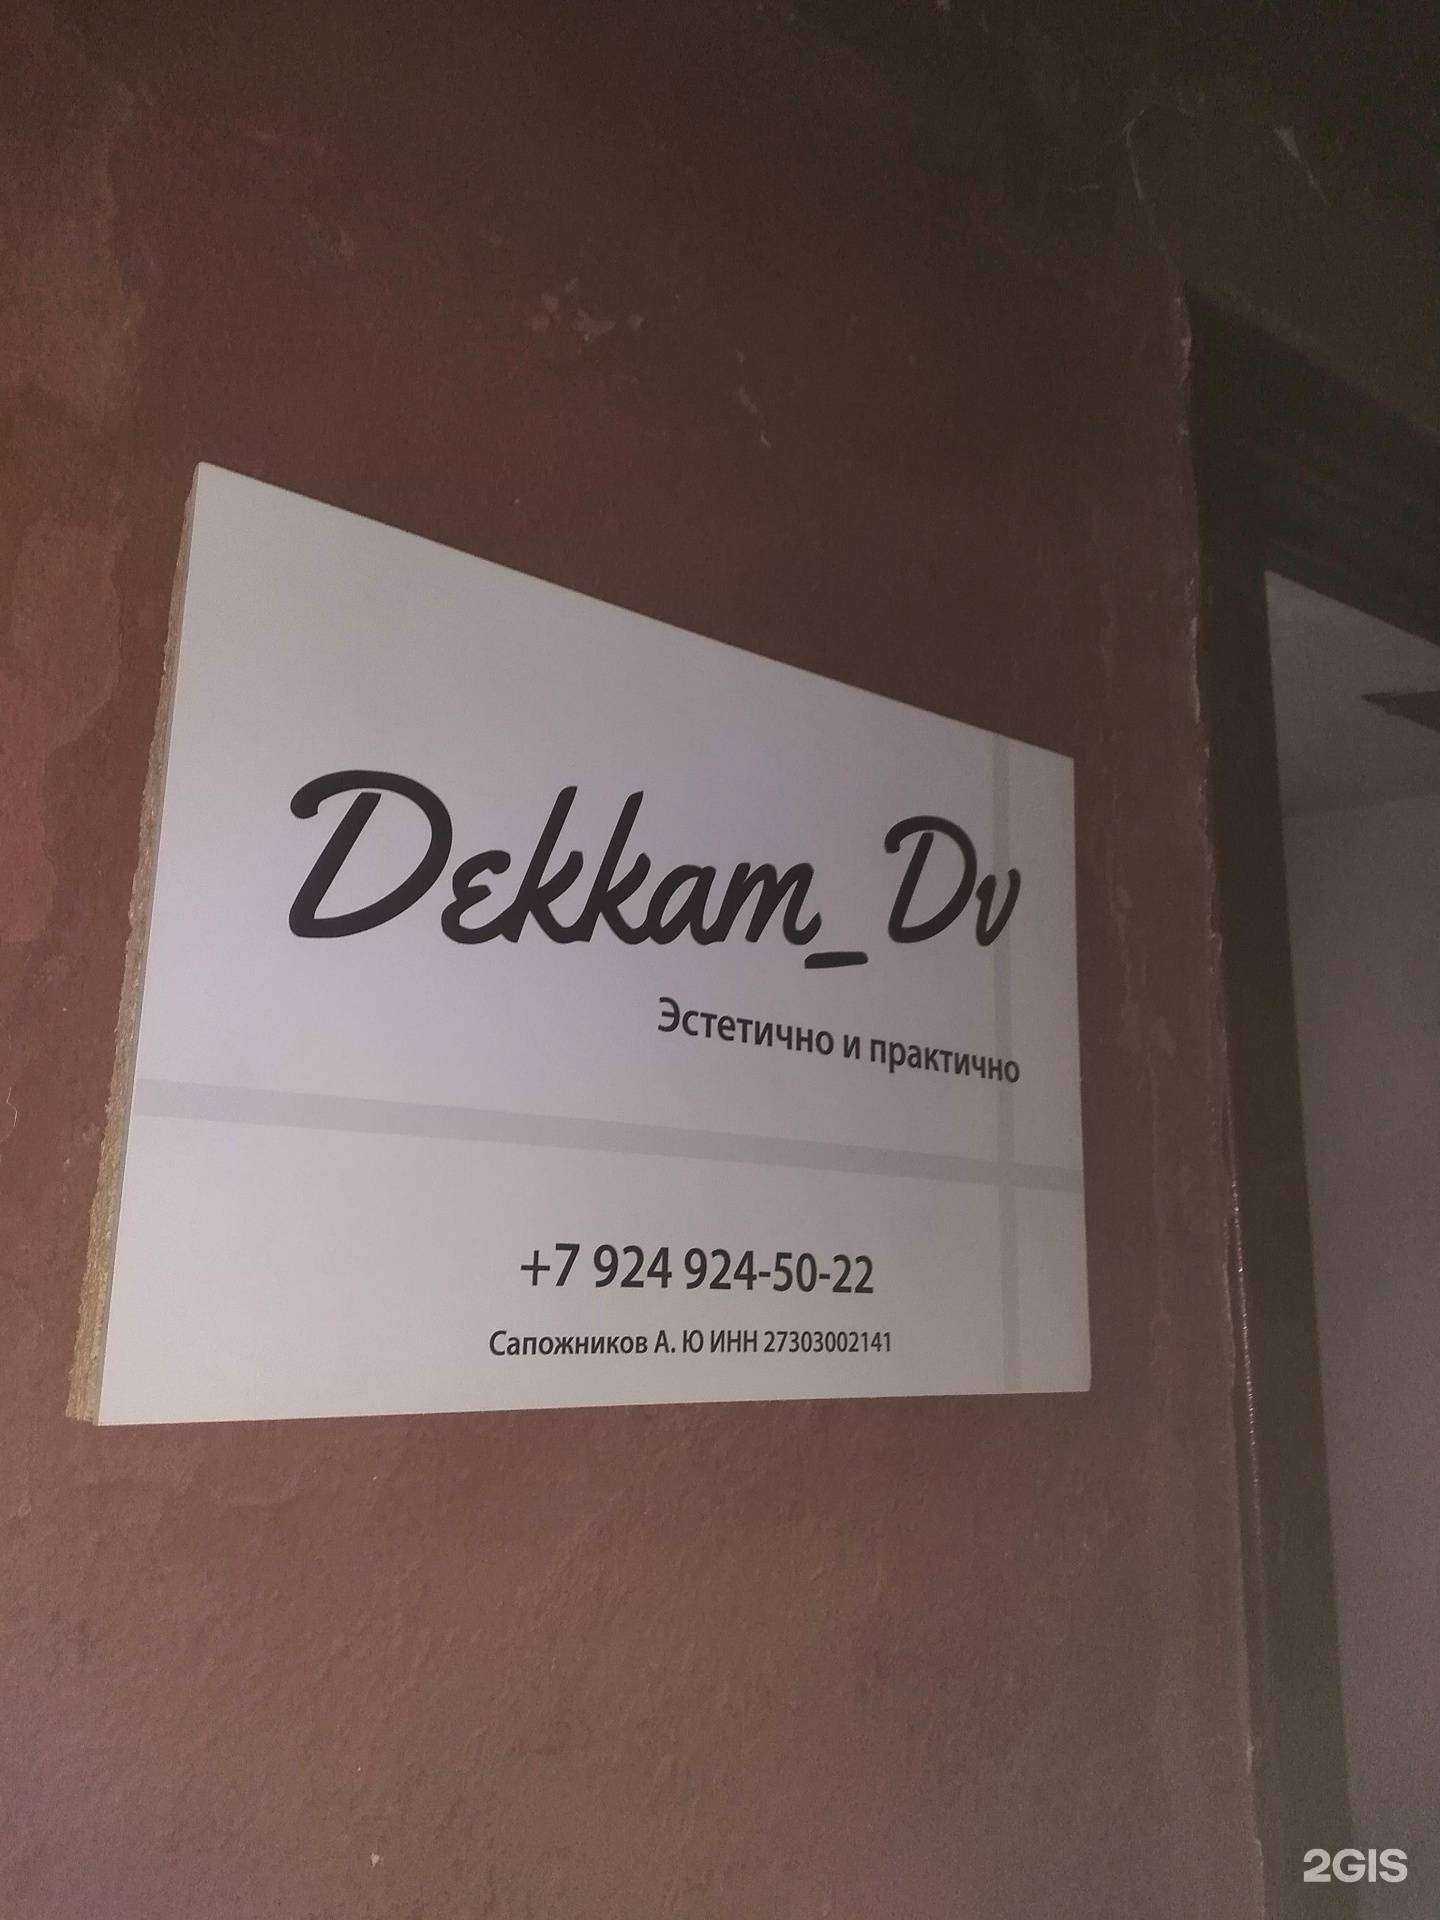 Dekkam_Dv
Эстетично и практично
+7 924 924-50-22
Сапожников А. Ю ИНН 27303002141
2GIS